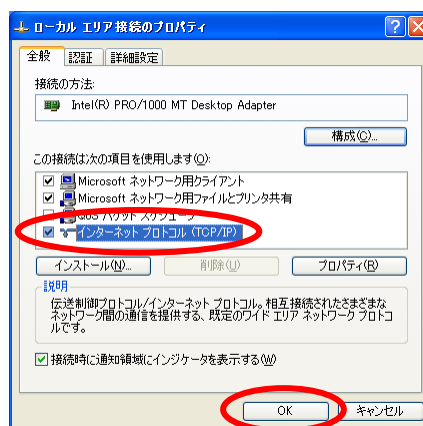 ローカル エリア接続のプロパティ
全般
認証
詳細設定
接続の方法:
Intel(R) PRO/1000 MT Desktop Adapter
構成(C)...
この接続は次の項目を使用します(O):
Microsoft ネットワーク用クライアント
Microsoft ネットワーク用ファイルとプリンタ共有
QoS パケット スケジューラ
インターネット プロトコル (TCP/IP)
インストール(N)...
削除(U)
プロパティ(R)
説明
伝送制御プロトコル/インターネット プロトコル。相互接続されたさまざまな
ネットワーク間の通信を提供する、既定のワイド エリア ネットワーク プロトコ
ルです。
接続時に通知領域にインジケータを表示する(W)
OK
キャンセル